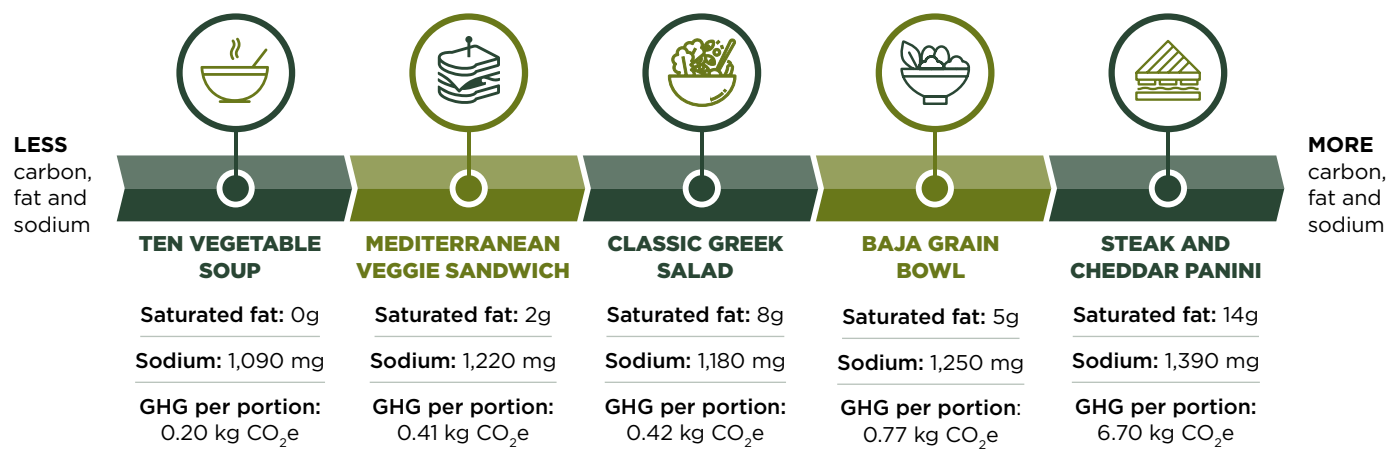 LESS
carbon,
fat and
sodium
TEN VEGETABLE
SOUP
Saturated fat: 0g
Sodium: 1,090 mg
GHG per portion:
0.20 kg CO₂e
MEDITERRANEAN
VEGGIE SANDWICH
Saturated fat: 2g
Sodium: 1,220 mg
GHG per portion:
0.41 kg CO₂e
CLASSIC GREEK
SALAD
Saturated fat: 8g
Sodium: 1,180 mg
GHG per portion:
0.42 kg CO₂e
BAJA GRAIN
BOWL
Saturated fat: 5g
Sodium: 1,250 mg
GHG per portion:
0.77 kg CO₂e
STEAK AND
CHEDDAR PANINI
Saturated fat: 14g
Sodium: 1,390 mg
GHG per portion:
6.70 kg CO₂e
MORE
carbon,
fat and
sodium